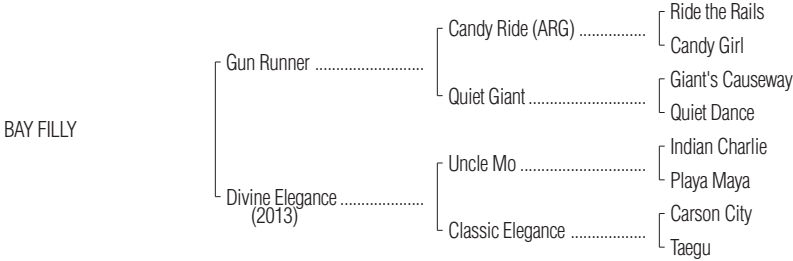 Ride the Rails
Candy Ride (ARG) ................
Candy Girl
Gun Runner ..........................
Giant's Causeway
Quiet Giant ............................
Quiet Dance
BAY FILLY
Indian Charlie
Uncle Mo ..............................
Playa Maya
Divine Elegance ....................
(2013)
Carson City
Classic Elegance ..................
Taegu